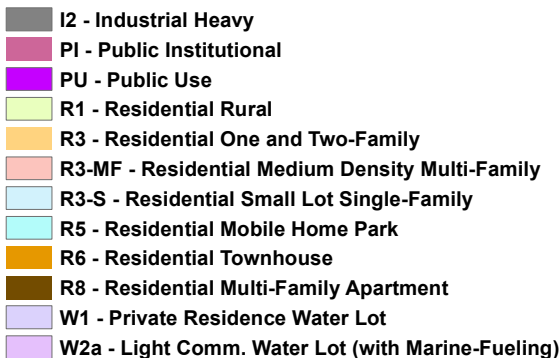 I2 - Industrial Heavy
PI - Public Institutional
PU - Public Use
R1 - Residential Rural
R3 - Residential One and Two-Family
R3-MF - Residential Medium Density Multi-Family
R3-S - Residential Small Lot Single-Family
R5 - Residential Mobile Home Park
R6 - Residential Townhouse
R8 - Residential Multi-Family Apartment
W1 - Private Residence Water Lot
W2a - Light Comm. Water Lot (with Marine-Fueling)